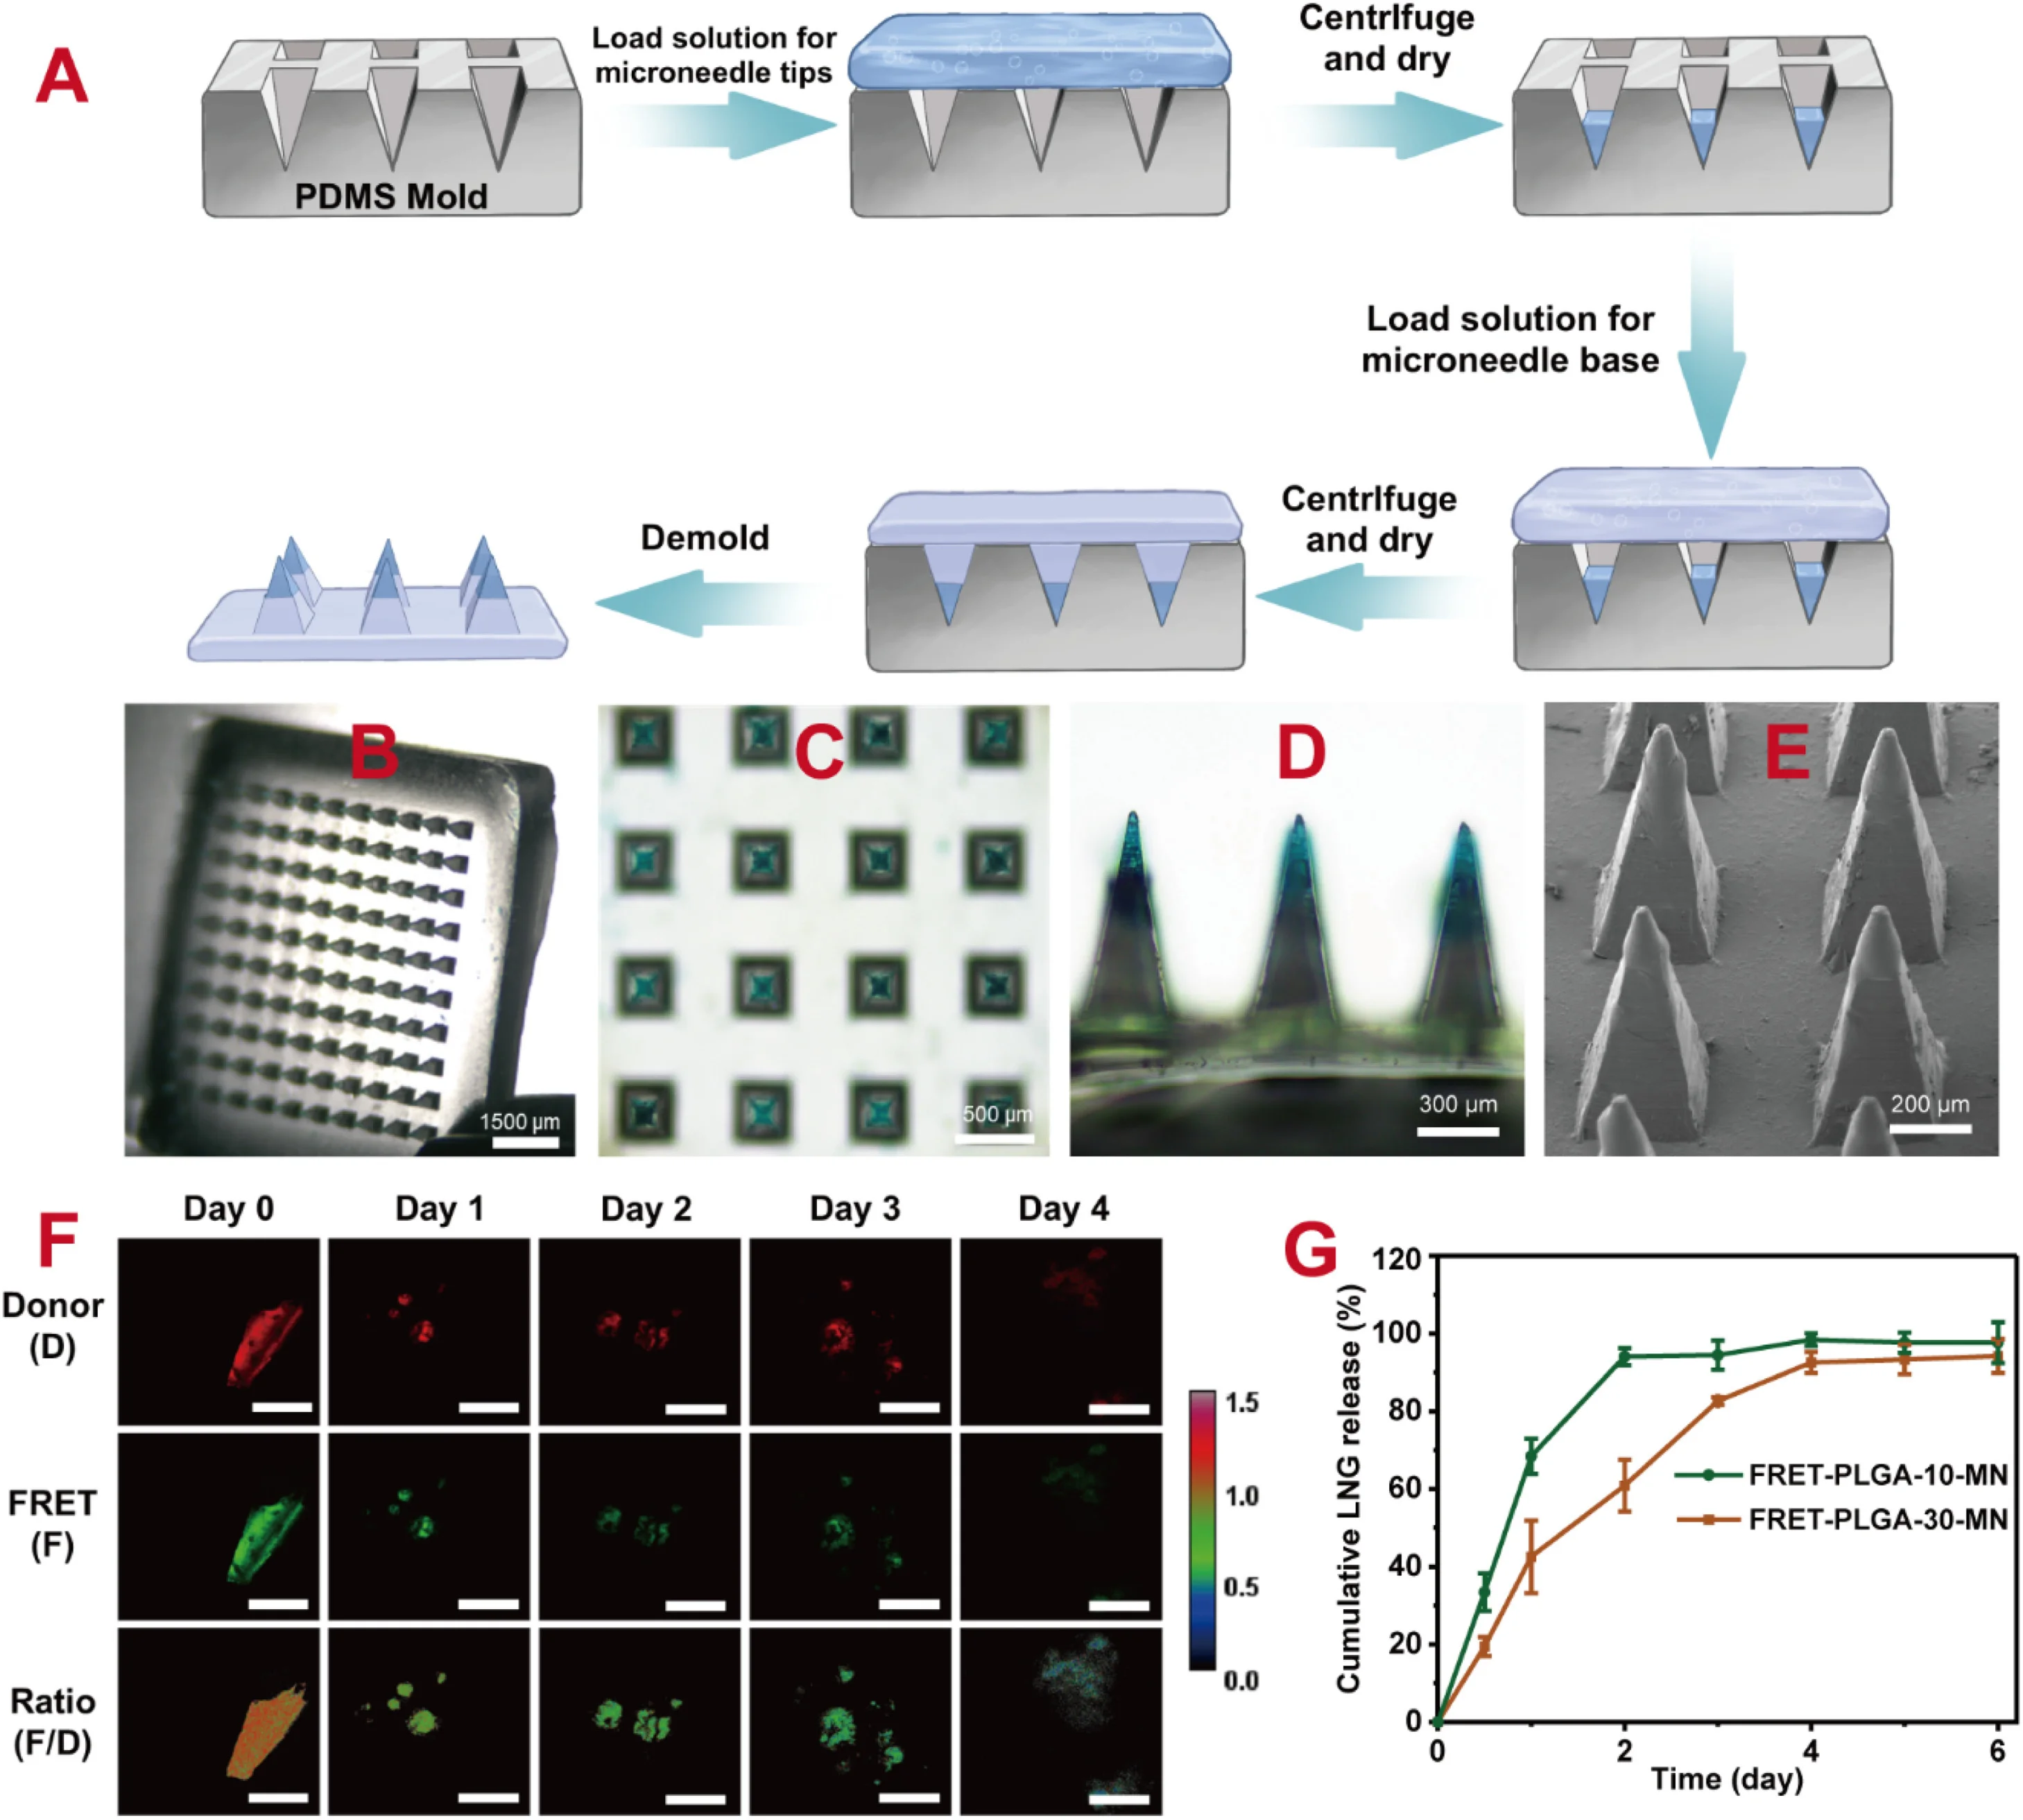 A
Load solution for
microneedle tips
CentrIfuge
and dry
PDMS Mold
Load solution for
microneedle base
CentrIfuge
and dry
Demold
B
C
D
E
1500 μm
500 μm
300 μm
200 μm
F
Day 0
Day 1
Day 2
Day 3
Day 4
Donor
(D)
FRET
(F)
Ratio
(F/D)
1.5
1.0
0.5
0.0
G
Cumulative LNG release (%)
120
100
80
60
40
20
0
FRET-PLGA-10-MN
FRET-PLGA-30-MN
0
2
4
6
Time (day)